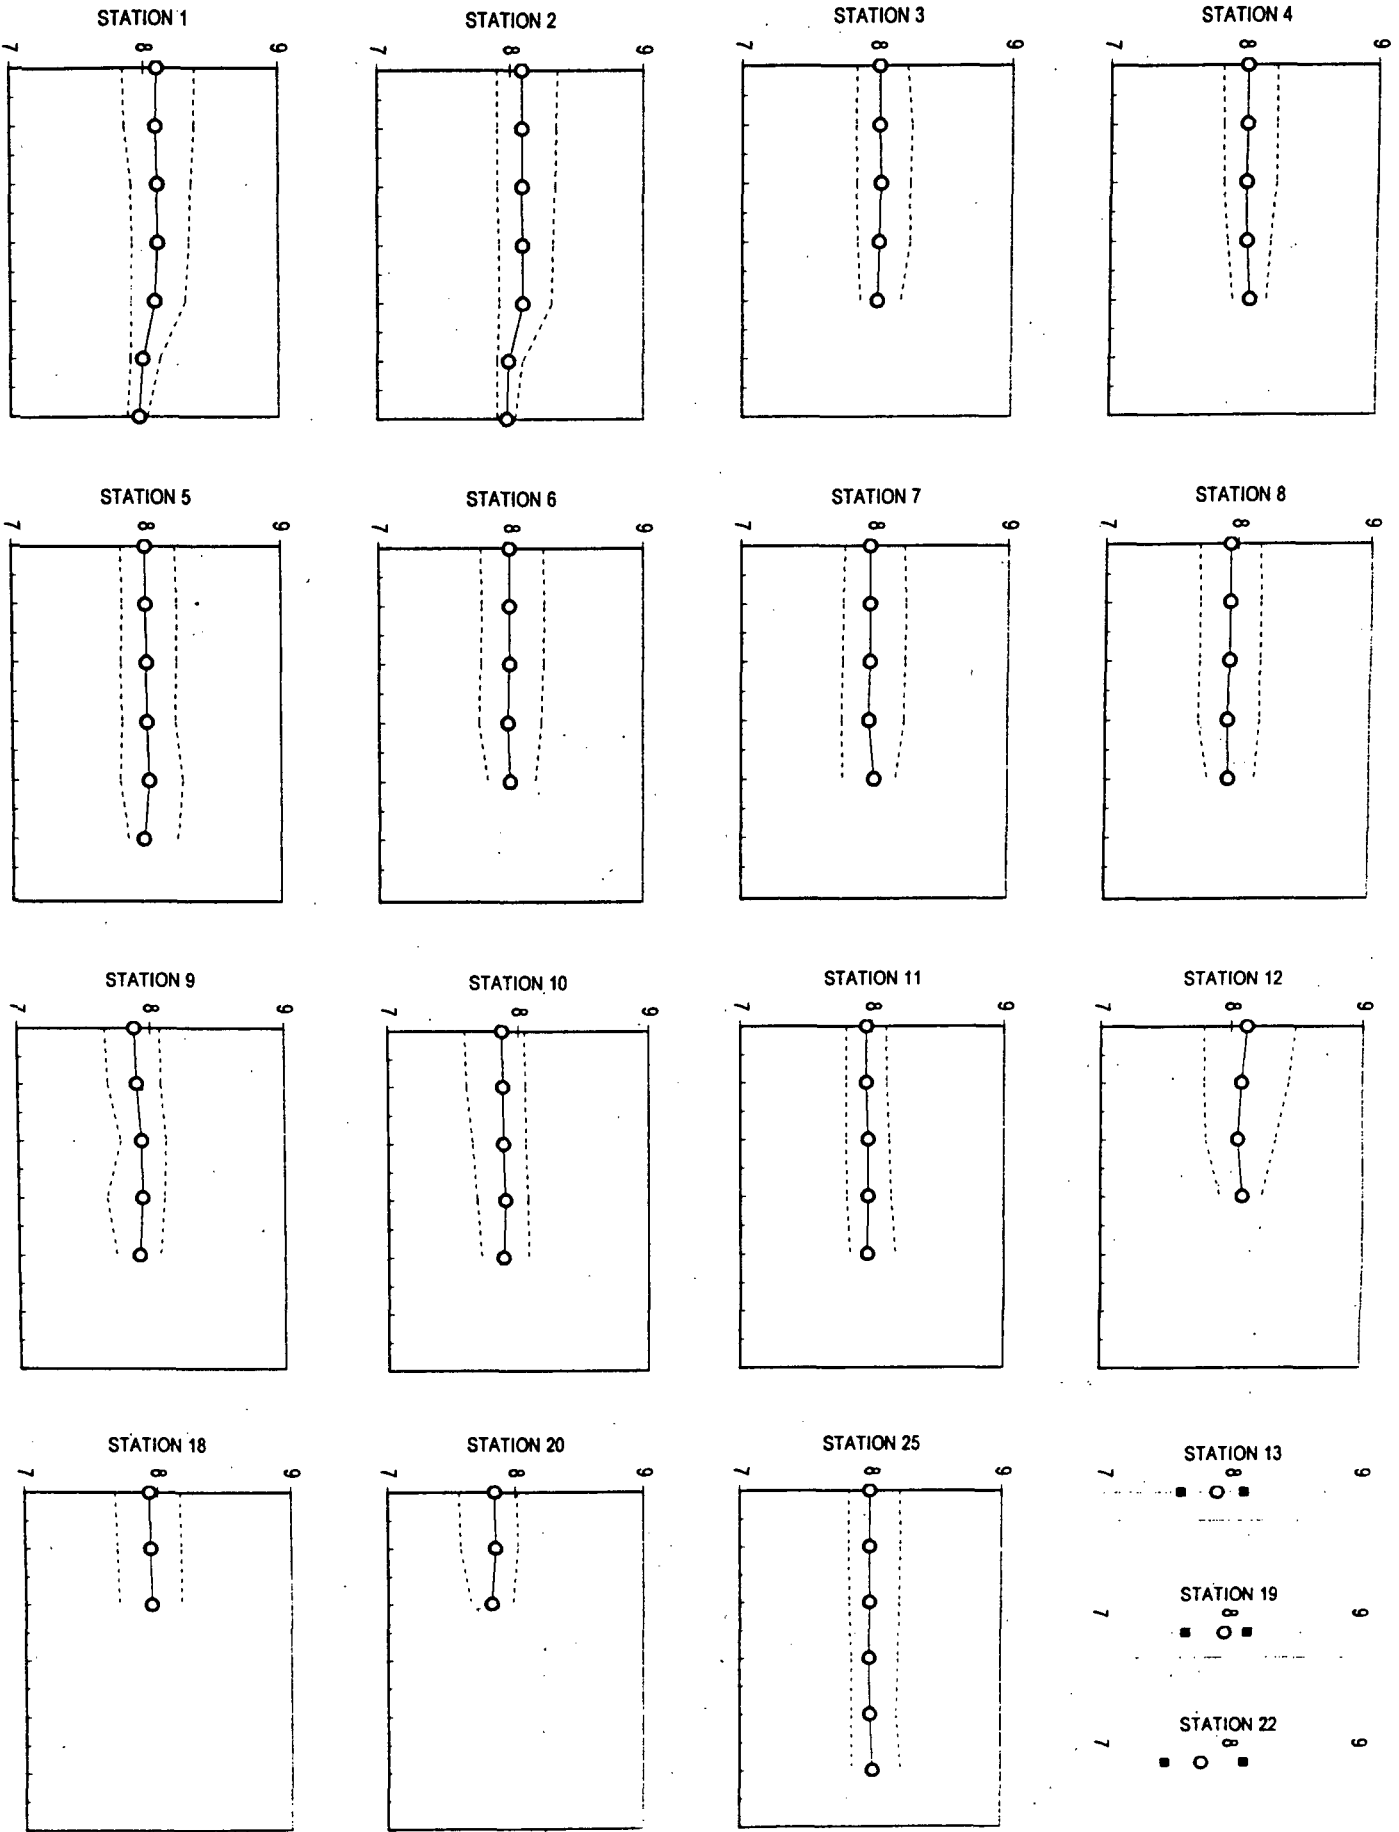 STATION 1
7 8 9
STATION 2
7 8 9
STATION 3
7 8 9
STATION 4
7 8 9
STATION 5
7 8 9
STATION 6
7 8 9
STATION 7
7 8 9
STATION 8
7 8 9
STATION 9
7 8 9
STATION 10
7 8 9
STATION 11
7 8 9
STATION 12
7 8 9
STATION 18
7 8 9
STATION 20
7 8 9
STATION 25
7 8 9
STATION 13
7 8 9
STATION 19
7 8 9
STATION 22
7 8 9